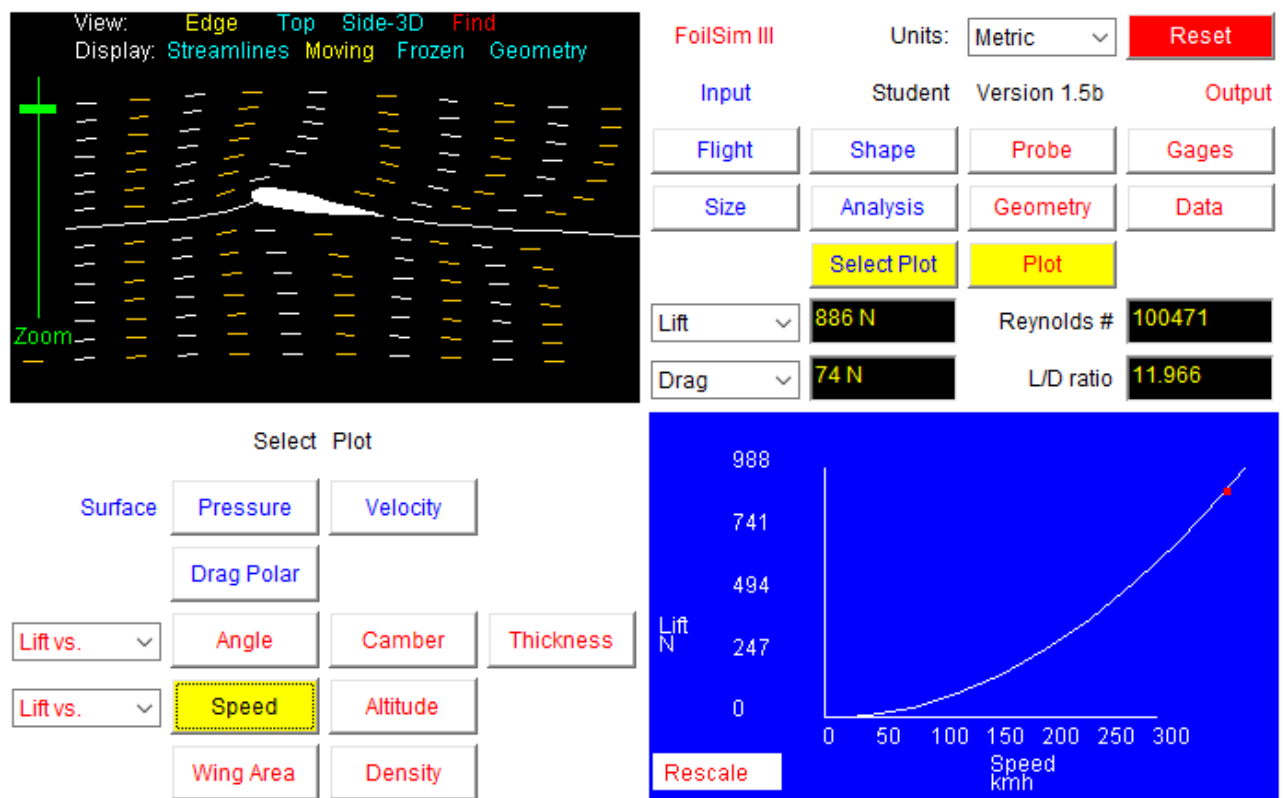 View: Edge Top Side-3D Find
Display: Streamlines Moving Frozen Geometry
Zoom
FoilSim III Units: Metric Reset
Input Student Version 1.5b Output
Flight Shape Probe Gages
Size Analysis Geometry Data
Select Plot Plot
Lift 886 N Reynolds # 100471
Drag 74 N L/D ratio 11.966
Select Plot
Surface Pressure Velocity
Drag Polar
Lift vs. Angle Camber Thickness
Lift vs. Speed Altitude
Wing Area Density
988
741
494
Lift
N
247
0
0 50 100 150 200 250 300
Speed
kmh
Rescale